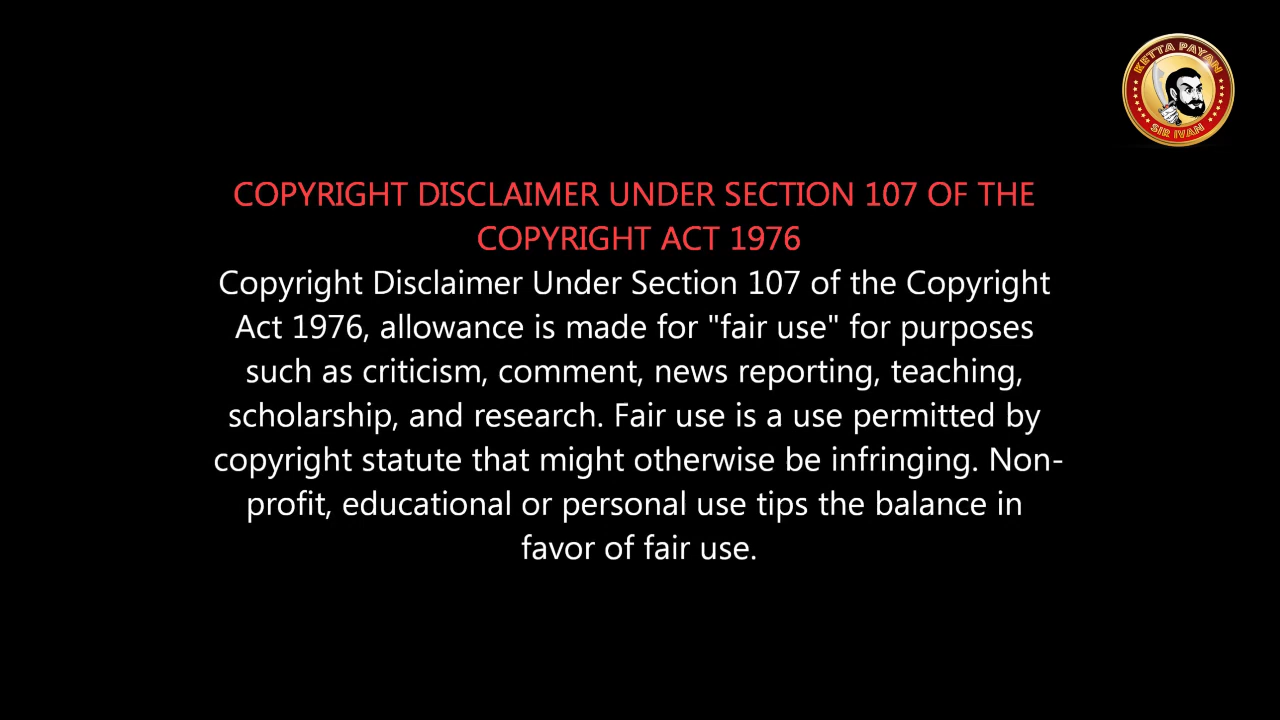 KETTA PAYAN
SIR IVAN
COPYRIGHT DISCLAIMER UNDER SECTION 107 OF THE
COPYRIGHT ACT 1976
Copyright Disclaimer Under Section 107 of the Copyright
Act 1976, allowance is made for "fair use" for purposes
such as criticism, comment, news reporting, teaching,
scholarship, and research. Fair use is a use permitted by
copyright statute that might otherwise be infringing. Non-
profit, educational or personal use tips the balance in
favor of fair use.